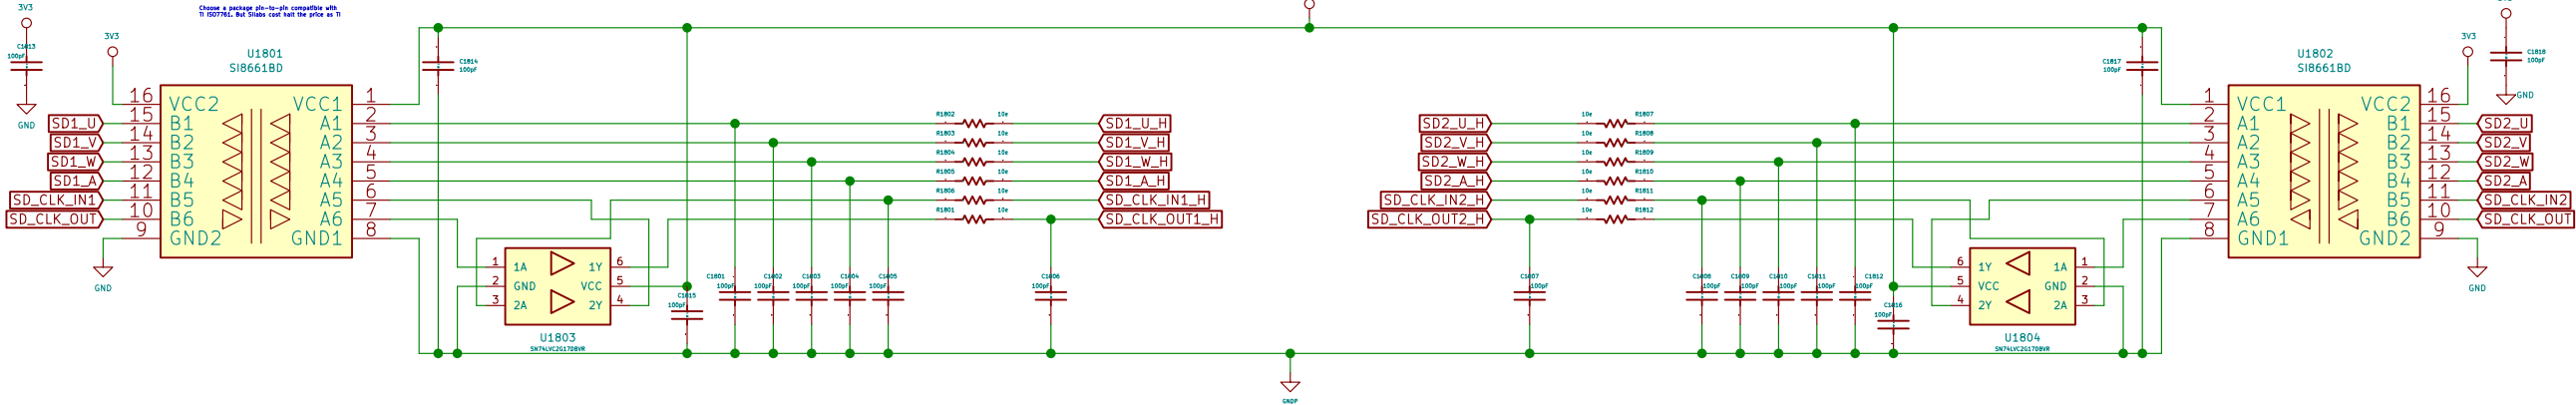 Choose a package pin-to-pin compatible with
TI ISO7761. But Silabs cost half the price as TI
3V3
C1813
100pF
GND
3V3
U1801
SI8661BD
16 VCC2 VCC1 1
15 B1 A1 2
14 B2 A2 3
13 B3 A3 4
12 B4 A4 5
11 B5 A5 6
10 B6 A6 7
9 GND2 GND1 8
SD1_U
SD1_V
SD1_W
SD1_A
SD_CLK_IN1
SD_CLK_OUT
GND
C1814
100pF
R1802 10e
R1803 10e
R1804 10e
R1805 10e
R1806 10e
R1801 10e
SD1_U_H
SD1_V_H
SD1_W_H
SD1_A_H
SD_CLK_IN1_H
SD_CLK_OUT1_H
1 1A 1Y 6
2 GND VCC 5
3 2A 2Y 4
U1803
SN74LVC2G17DBVR
C1815
100pF
C1801
100pF
C1802
100pF
C1803
100pF
C1804
100pF
C1805
100pF
C1806
100pF
GNDP
SD2_U_H
SD2_V_H
SD2_W_H
SD2_A_H
SD_CLK_IN2_H
SD_CLK_OUT2_H
10e R1807
10e R1808
10e R1809
10e R1810
10e R1811
10e R1812
C1807
100pF
C1808
100pF
C1809
100pF
C1810
100pF
C1811
100pF
C1812
100pF
C1816
100pF
6 1Y 1A 1
5 VCC GND 2
4 2Y 2A 3
U1804
SN74LVC2G17DBVR
C1817
100pF
U1802
SI8661BD
1 VCC1 VCC2 16
2 A1 B1 15
3 A2 B2 14
4 A3 B3 13
5 A4 B4 12
6 A5 B5 11
7 A6 B6 10
8 GND1 GND2 9
3V3
C1818
100pF
GND
SD2_U
SD2_V
SD2_W
SD2_A
SD_CLK_IN2
SD_CLK_OUT
GND